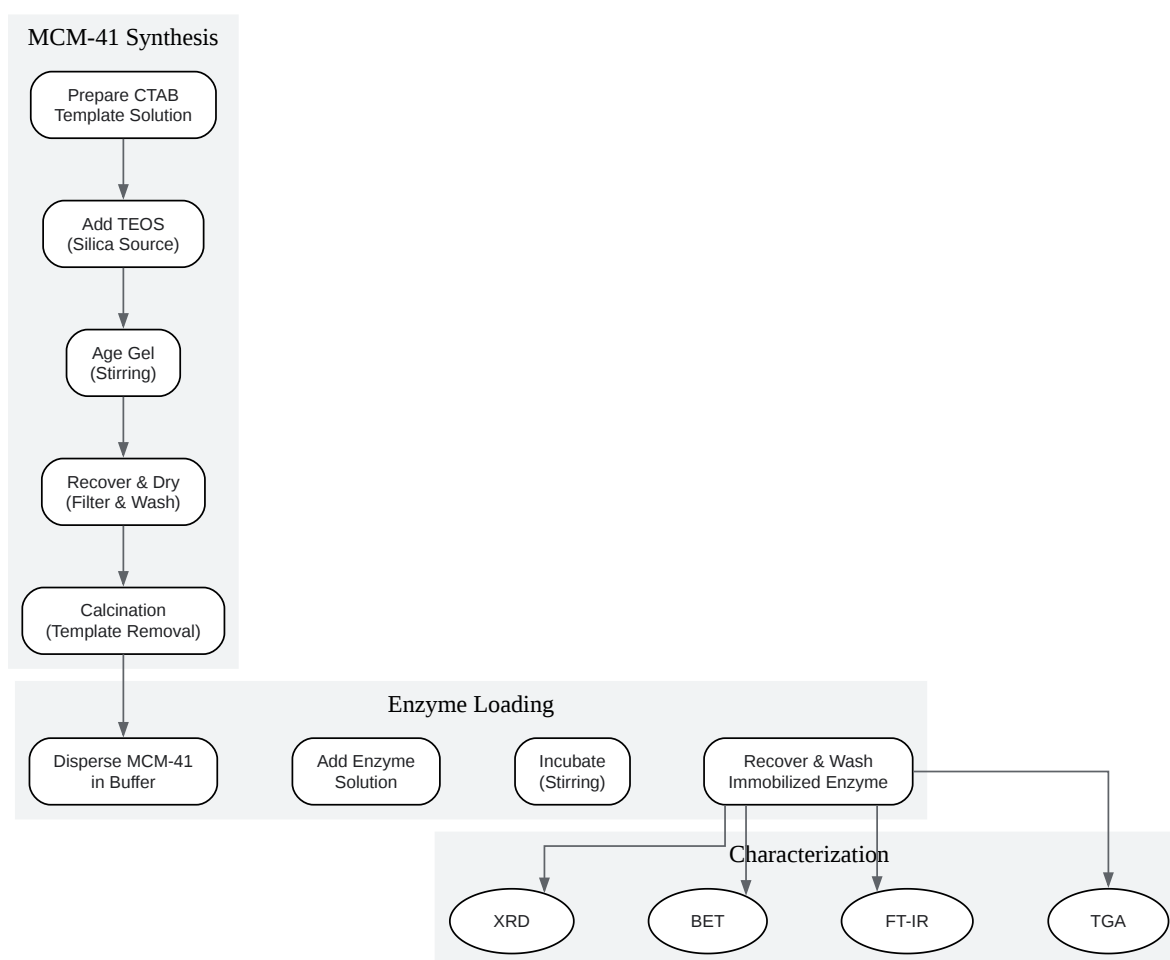 MCM-41 Synthesis
Prepare CTAB
Template Solution
Add TEOS
(Silica Source)
Age Gel
(Stirring)
Recover & Dry
(Filter & Wash)
Calcination
(Template Removal)
Enzyme Loading
Disperse MCM-41
in Buffer
Add Enzyme
Solution
Incubate
(Stirring)
Recover & Wash
Immobilized Enzyme
Characterization
XRD
BET
FT-IR
TGA